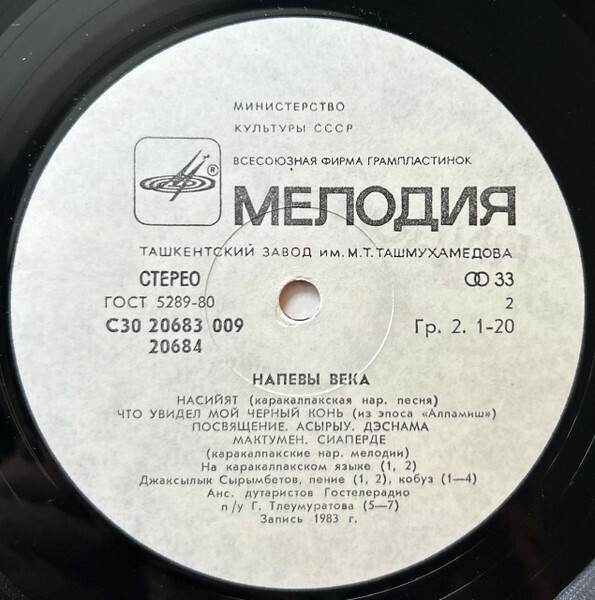 МИНИСТЕРСТВО
КУЛЬТУРЫ СССР
ВСЕСОЮЗНАЯ ФИРМА ГРАМПЛАСТИНОК
®
МЕЛОДИЯ
ТАШКЕНТСКИЙ ЗАВОД им. М.Т.ТАШМУХАМЕДОВА
СТЕРЕО 33
ГОСТ 5289-80 2
С30 20683 009 Гр. 2. 1-20
20684
НАПЕВЫ ВЕКА
НАСИЙЯТ (каракалпакская нар. песня)
ЧТО УВИДЕЛ МОЙ ЧЕРНЫЙ КОНЬ (из эпоса «Алпамиш»)
ПОСВЯЩЕНИЕ. АСЫРЫУ. ДЭСНАМА
МАКТУМЕН. СИАПЕРДЕ
(каракалпакские нар. мелодии)
На каракалпакском языке (1, 2)
Джаксылык Сырымбетов, пение (1, 2), кобуз (1—4)
Анс. дутаристов Гостелерадио
п/у Г. Тлеумуратова (5—7)
Запись 1983 г.